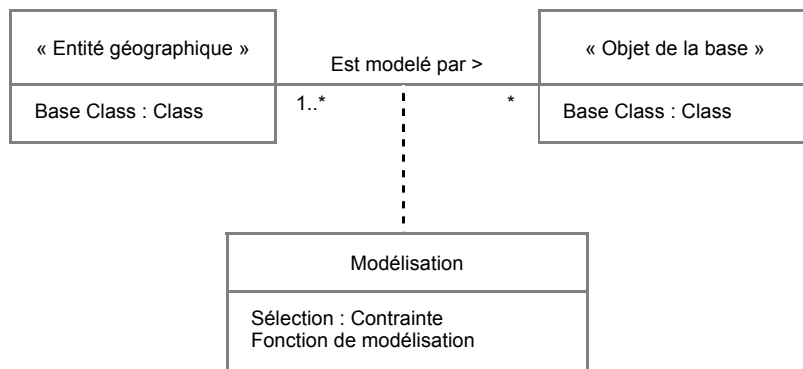 « Entité géographique »
Est modelé par >
« Objet de la base »
Base Class : Class
1..*
*
Base Class : Class
Modélisation
Sélection : Contrainte
Fonction de modélisation